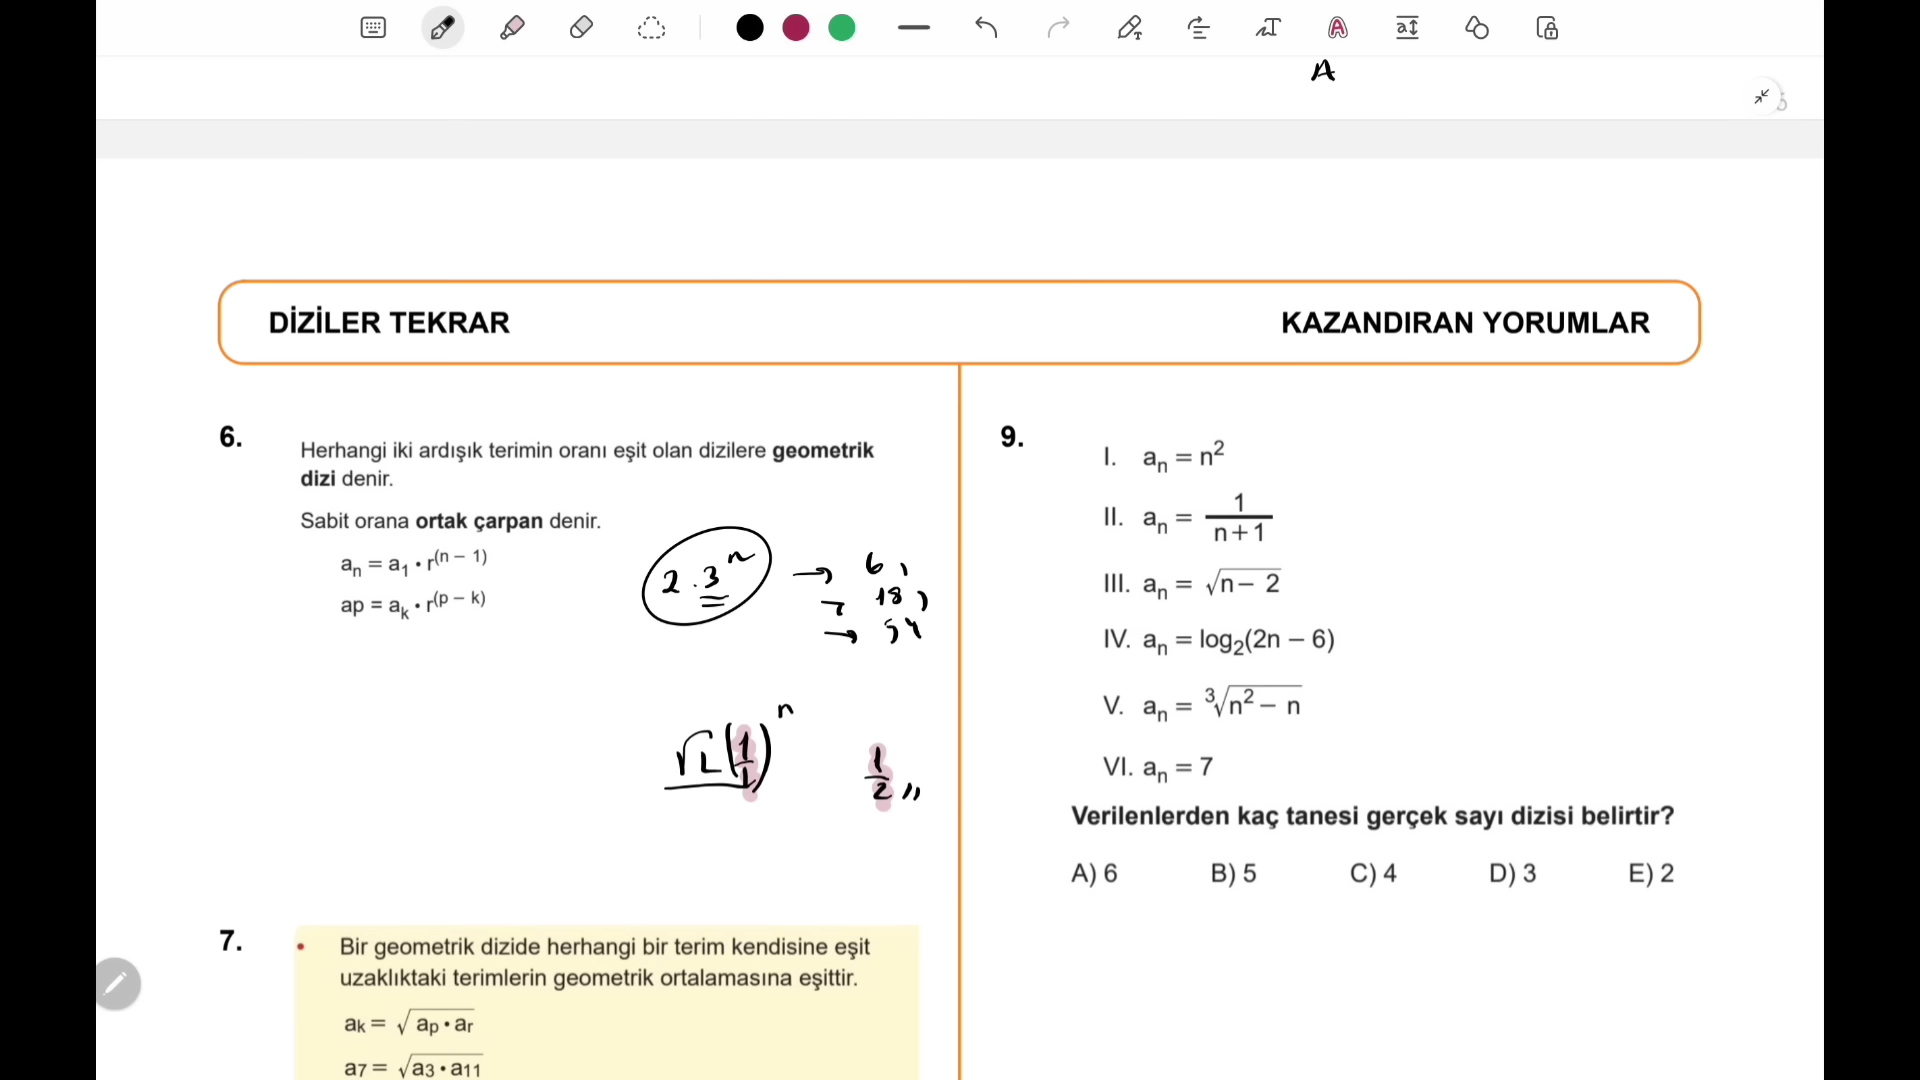 A
DİZİLER TEKRAR
KAZANDIRAN YORUMLAR
6.
Herhangi iki ardışık terimin oranı eşit olan dizilere geometrik
dizi denir.
Sabit orana ortak çarpan denir.
aₙ = a₁ • r⁽ⁿ ⁻ ¹⁾
ap = aₖ • r⁽ᵖ ⁻ ᵏ⁾
2 . 3ⁿ → 6,
→ 18,
→ 54
(1/2)ⁿ
1/2 ,,
7.
• Bir geometrik dizide herhangi bir terim kendisine eşit
uzaklıktaki terimlerin geometrik ortalamasına eşittir.
ak = √ap • ar
a7 = √a3 • a11
9.
I. aₙ = n²
II. aₙ = 1/(n+1)
III. aₙ = √(n – 2)
IV. aₙ = log₂(2n – 6)
V. aₙ = ³√(n² – n)
VI. aₙ = 7
Verilenlerden kaç tanesi gerçek sayı dizisi belirtir?
A) 6 B) 5 C) 4 D) 3 E) 2